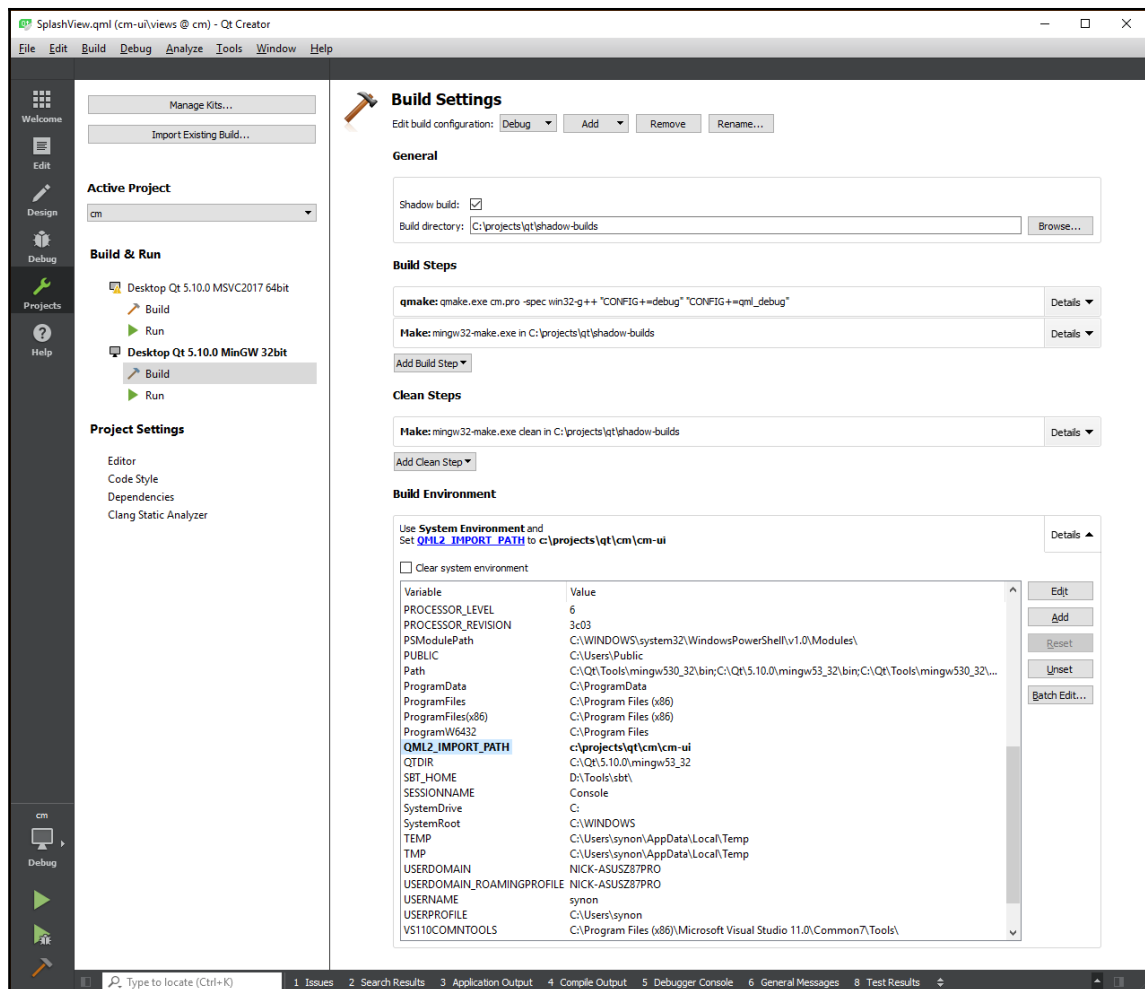 SplashView.qml (cm-ui\views @ cm) - Qt Creator
File Edit Build Debug Analyze Tools Window Help
Welcome
Edit
Design
Debug
Projects
Help
cm
Debug
Manage Kits...
Import Existing Build...
Active Project
cm
Build & Run
Desktop Qt 5.10.0 MSVC2017 64bit
Build
Run
Desktop Qt 5.10.0 MinGW 32bit
Build
Run
Project Settings
Editor
Code Style
Dependencies
Clang Static Analyzer
Build Settings
Edit build configuration: Debug Add Remove Rename...
General
Shadow build:
Build directory: C:\projects\qt\shadow-builds Browse...
Build Steps
qmake: qmake.exe cm.pro -spec win32-g++ "CONFIG+=debug" "CONFIG+=qml_debug" Details
Make: mingw32-make.exe in C:\projects\qt\shadow-builds Details
Add Build Step
Clean Steps
Make: mingw32-make.exe clean in C:\projects\qt\shadow-builds Details
Add Clean Step
Build Environment
Use System Environment and
Set QML2_IMPORT_PATH to c:\projects\qt\cm\cm-ui
Details
Clear system environment
Variable Value
PROCESSOR_LEVEL 6
PROCESSOR_REVISION 3c03
PSModulePath C:\WINDOWS\system32\WindowsPowerShell\v1.0\Modules\
PUBLIC C:\Users\Public
Path C:\Qt\Tools\mingw530_32\bin;C:\Qt\5.10.0\mingw53_32\bin;C:\Qt\Tools\mingw530_32\...
ProgramData C:\ProgramData
ProgramFiles C:\Program Files (x86)
ProgramFiles(x86) C:\Program Files (x86)
ProgramW6432 C:\Program Files
QML2_IMPORT_PATH c:\projects\qt\cm\cm-ui
QTDIR C:\Qt\5.10.0\mingw53_32
SBT_HOME D:\Tools\sbt\
SESSIONNAME Console
SystemDrive C:
SystemRoot C:\WINDOWS
TEMP C:\Users\synon\AppData\Local\Temp
TMP C:\Users\synon\AppData\Local\Temp
USERDOMAIN NICK-ASUSZ87PRO
USERDOMAIN_ROAMINGPROFILE NICK-ASUSZ87PRO
USERNAME synon
USERPROFILE C:\Users\synon
VS110COMNTOOLS C:\Program Files (x86)\Microsoft Visual Studio 11.0\Common7\Tools\
Edit
Add
Reset
Unset
Batch Edit...
Type to locate (Ctrl+K) 1 Issues 2 Search Results 3 Application Output 4 Compile Output 5 Debugger Console 6 General Messages 8 Test Results